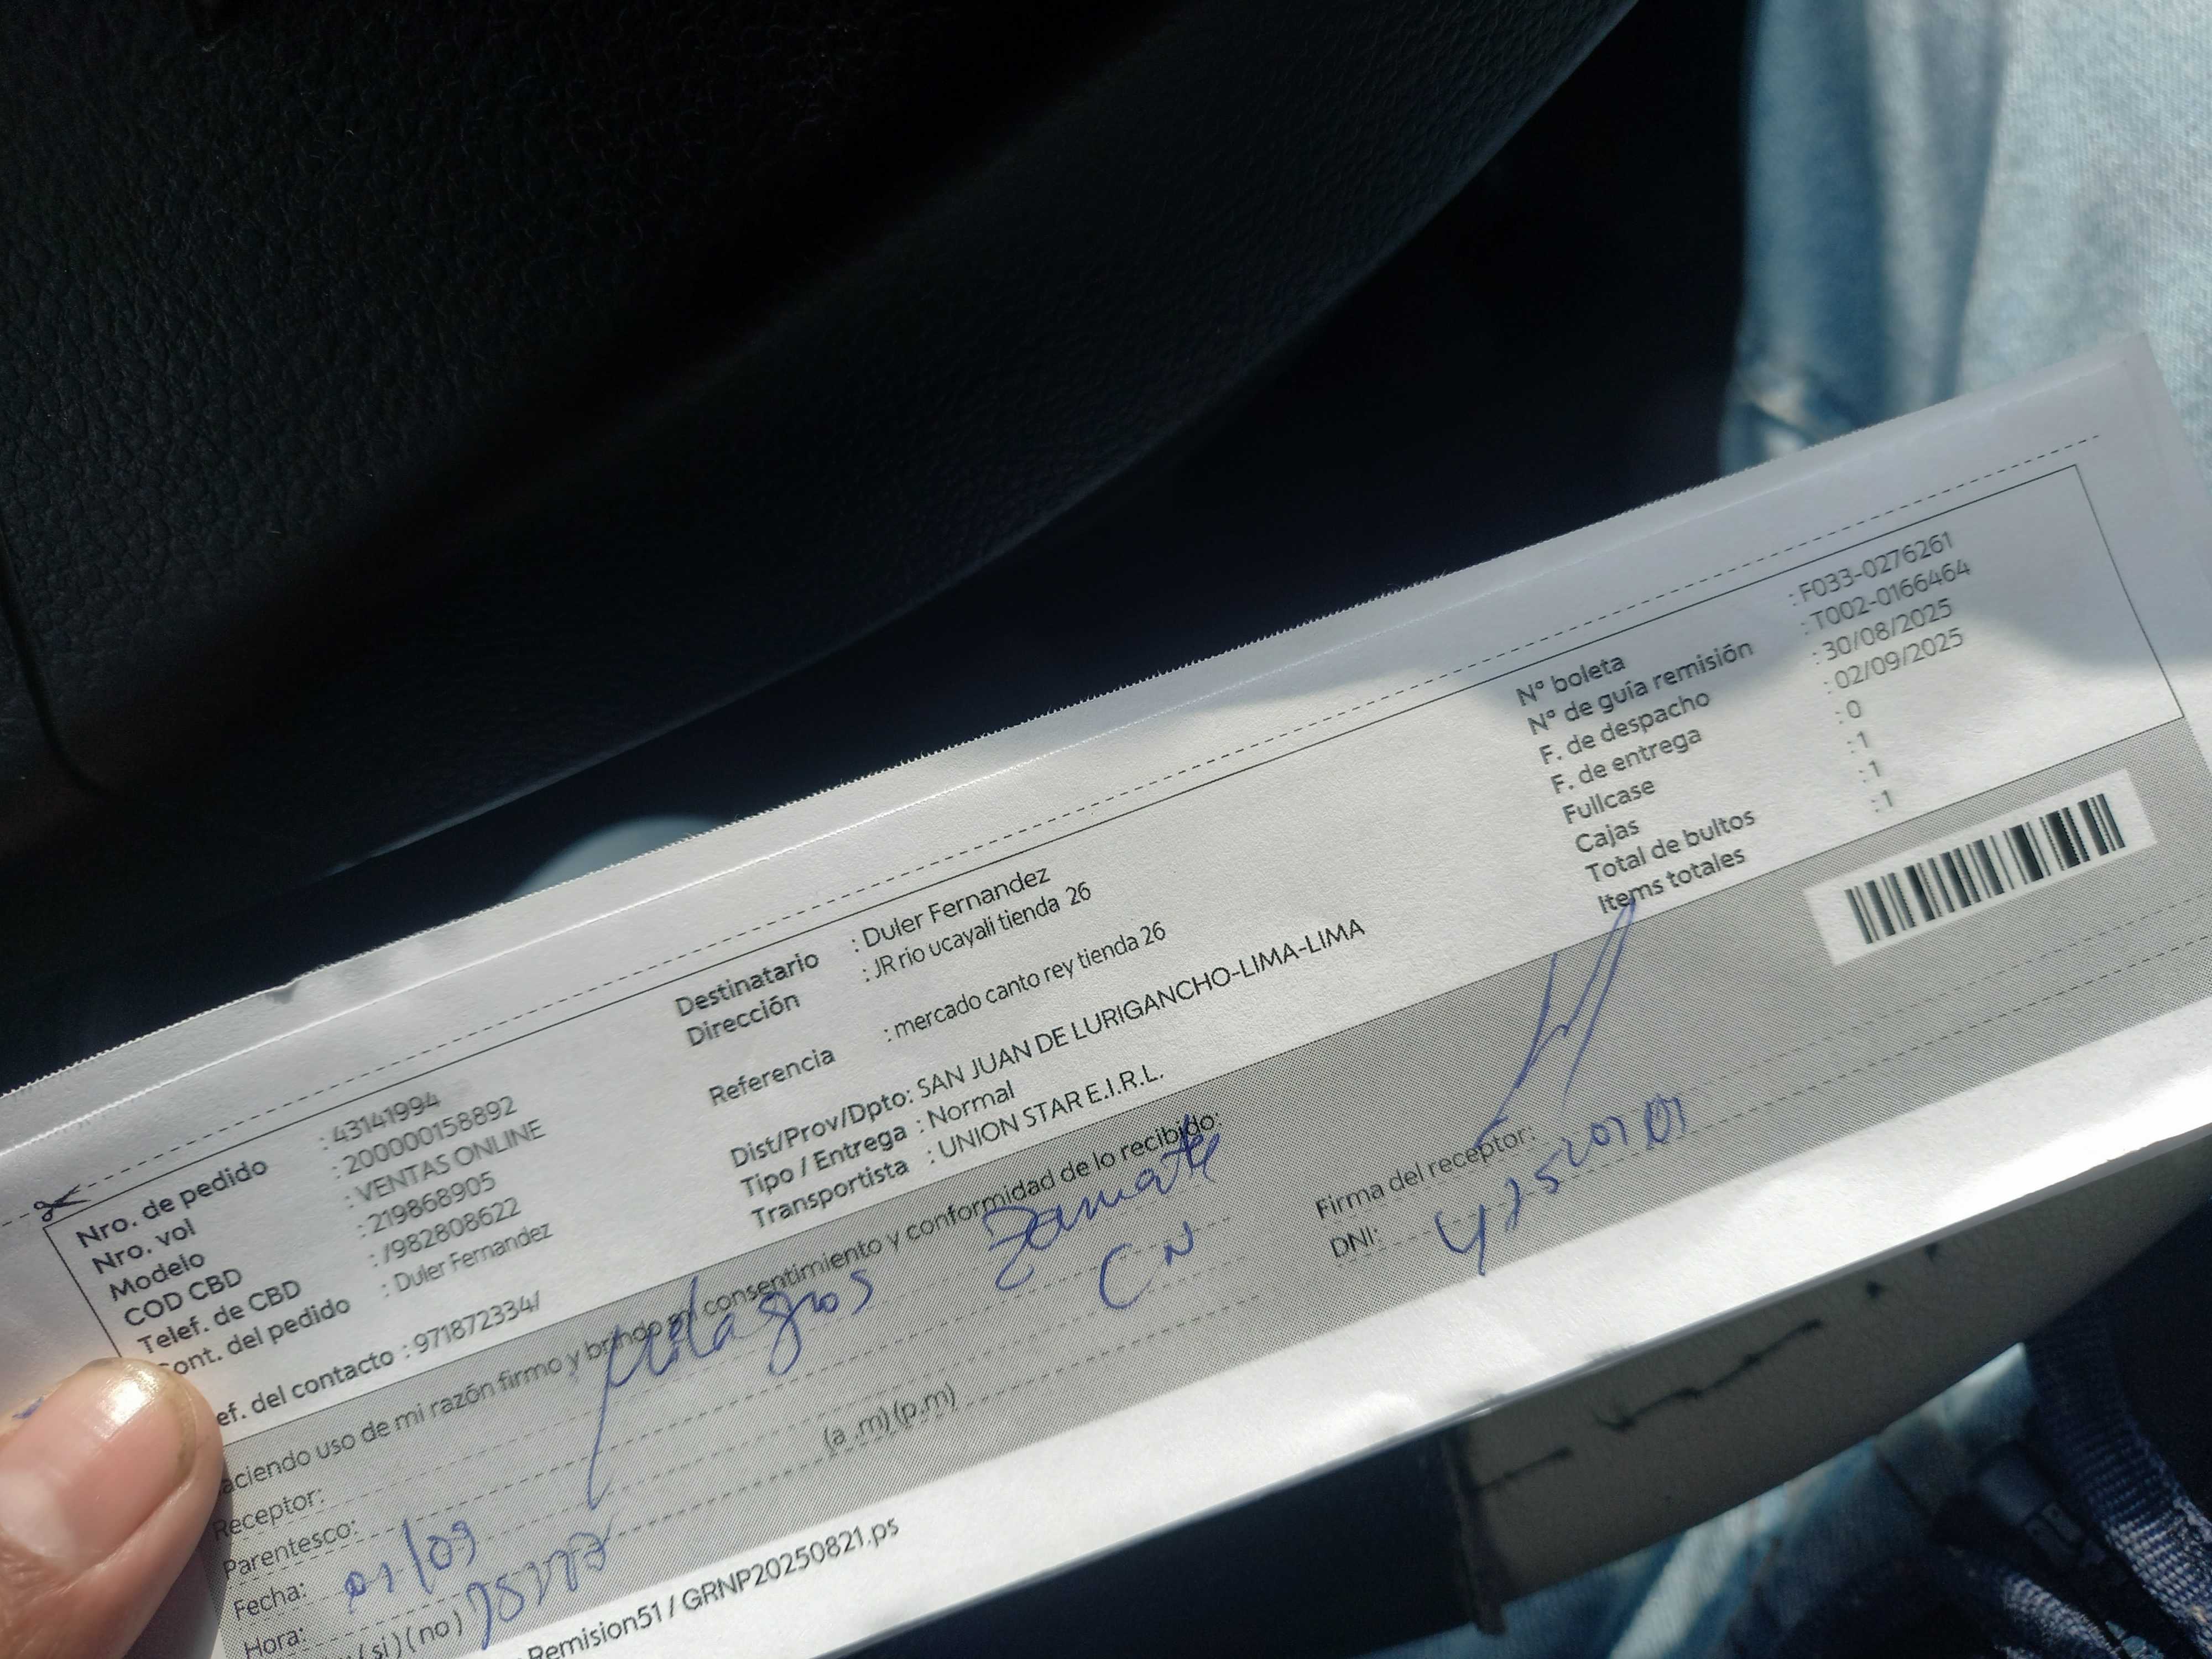 Nro. de pedido : 43141994
Nro. vol : 200000158892
Modelo : VENTAS ONLINE
COD CBD : 219868905
Telef. de CBD : /982808622
Cont. del pedido : Duler Fernandez
ef. del contacto : 971872334/
Destinatario : Duler Fernandez
Dirección : JR rio ucayali tienda 26
Referencia : mercado canto rey tienda 26
Dist/Prov/Dpto: SAN JUAN DE LURIGANCHO-LIMA-LIMA
Tipo / Entrega : Normal
Transportista : UNION STAR E.I.R.L.
N° boleta : F033-0276261
N° de guía remisión : T002-0166464
F. de despacho : 30/08/2025
F. de entrega : 02/09/2025
Fullcase : 0
Cajas : 1
Total de bultos : 1
Items totales : 1
aciendo uso de mi razón firmo y brindo mi consentimiento y conformidad de lo recibido:
Receptor: Milagros
Parentesco:
Fecha: 01/09
Hora: (a .m) (p.m)
(si) (no)
Firma del receptor:
DNI:
Remision51 / GRNP20250821.ps